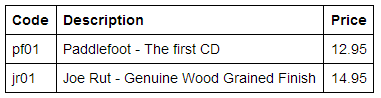 Code Description Price
pf01 Paddlefoot - The first CD 12.95
jr01 Joe Rut - Genuine Wood Grained Finish 14.95